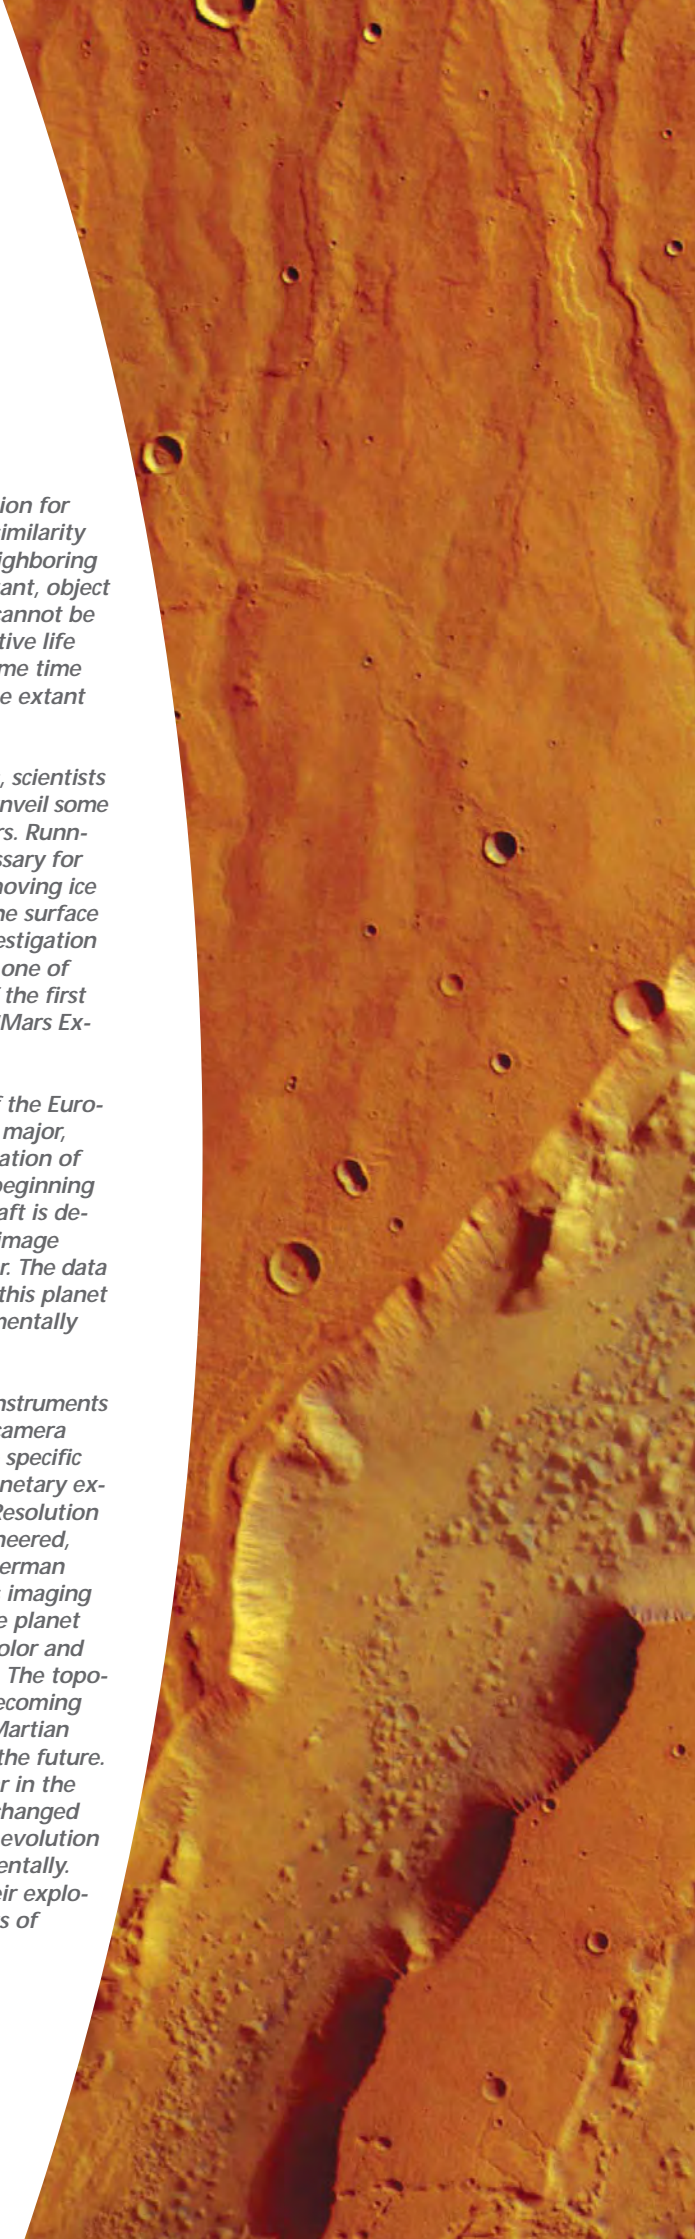 ion for
imilarity
ighboring
ant, object
cannot be
tive life
me time
e extant
, scientists
nveil some
rs. Runn-
ssary for
noving ice
he surface
estigation
one of
f the first
"Mars Ex-
f the Euro-
major,
ation of
beginning
aft is de-
image
r. The data
this planet
mentally
nstruments
camera
specific
netary ex-
Resolution
neered,
erman
s imaging
e planet
olor and
. The topo-
ecoming
Martian
the future.
r in the
changed
evolution
entally.
eir explo-
s of